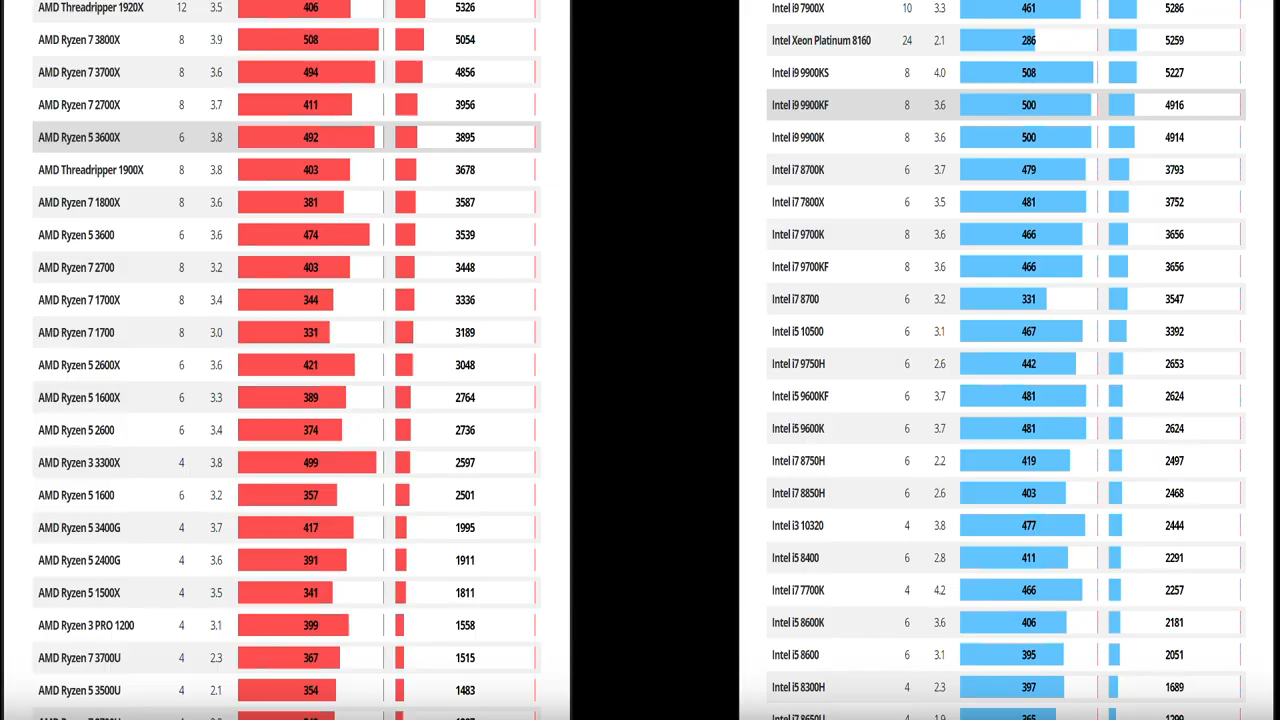 AMD Threadripper 1920X 12 3.5 406 5326
AMD Ryzen 7 3800X 8 3.9 508 5054
AMD Ryzen 7 3700X 8 3.6 494 4856
AMD Ryzen 7 2700X 8 3.7 411 3956
AMD Ryzen 5 3600X 6 3.8 492 3895
AMD Threadripper 1900X 8 3.8 403 3678
AMD Ryzen 7 1800X 8 3.6 381 3587
AMD Ryzen 5 3600 6 3.6 474 3539
AMD Ryzen 7 2700 8 3.2 403 3448
AMD Ryzen 7 1700X 8 3.4 344 3336
AMD Ryzen 7 1700 8 3.0 331 3189
AMD Ryzen 5 2600X 6 3.6 421 3048
AMD Ryzen 5 1600X 6 3.3 389 2764
AMD Ryzen 5 2600 6 3.4 374 2736
AMD Ryzen 3 3300X 4 3.8 499 2597
AMD Ryzen 5 1600 6 3.2 357 2501
AMD Ryzen 5 3400G 4 3.7 417 1995
AMD Ryzen 5 2400G 4 3.6 391 1911
AMD Ryzen 5 1500X 4 3.5 341 1811
AMD Ryzen 3 PRO 1200 4 3.1 399 1558
AMD Ryzen 7 3700U 4 2.3 367 1515
AMD Ryzen 5 3500U 4 2.1 354 1483
AMD Ryzen 7
Intel i9 7900X 10 3.3 461 5286
Intel Xeon Platinum 8160 24 2.1 286 5259
Intel i9 9900KS 8 4.0 508 5227
Intel i9 9900KF 8 3.6 500 4916
Intel i9 9900K 8 3.6 500 4914
Intel i7 8700K 6 3.7 479 3793
Intel i7 7800X 6 3.5 481 3752
Intel i7 9700K 8 3.6 466 3656
Intel i7 9700KF 8 3.6 466 3656
Intel i7 8700 6 3.2 331 3547
Intel i5 10500 6 3.1 467 3392
Intel i7 9750H 6 2.6 442 2653
Intel i5 9600KF 6 3.7 481 2624
Intel i5 9600K 6 3.7 481 2624
Intel i7 8750H 6 2.2 419 2497
Intel i7 8850H 6 2.6 403 2468
Intel i3 10320 4 3.8 477 2444
Intel i5 8400 6 2.8 411 2291
Intel i7 7700K 4 4.2 466 2257
Intel i5 8600K 6 3.6 406 2181
Intel i5 8600 6 3.1 395 2051
Intel i5 8300H 4 2.3 397 1689
Intel i7 8650U 4 1.9 365